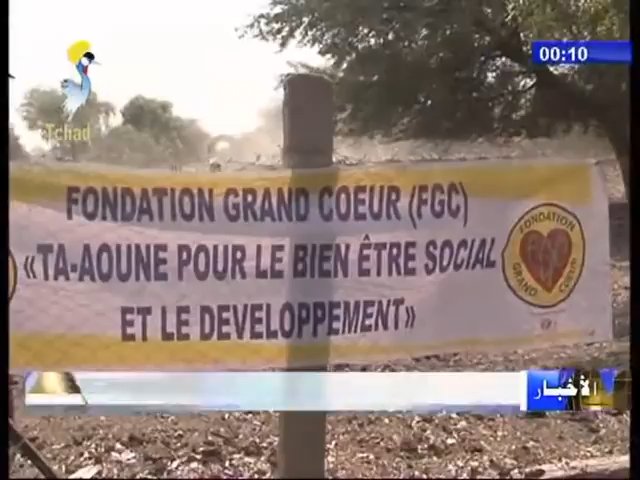 00:10
Tchad
FONDATION GRAND COEUR (FGC)
«TA-AOUNE POUR LE BIEN ÊTRE SOCIAL
ET LE DEVELOPPEMENT»
FONDATION
GRAND COEUR
الأخبار